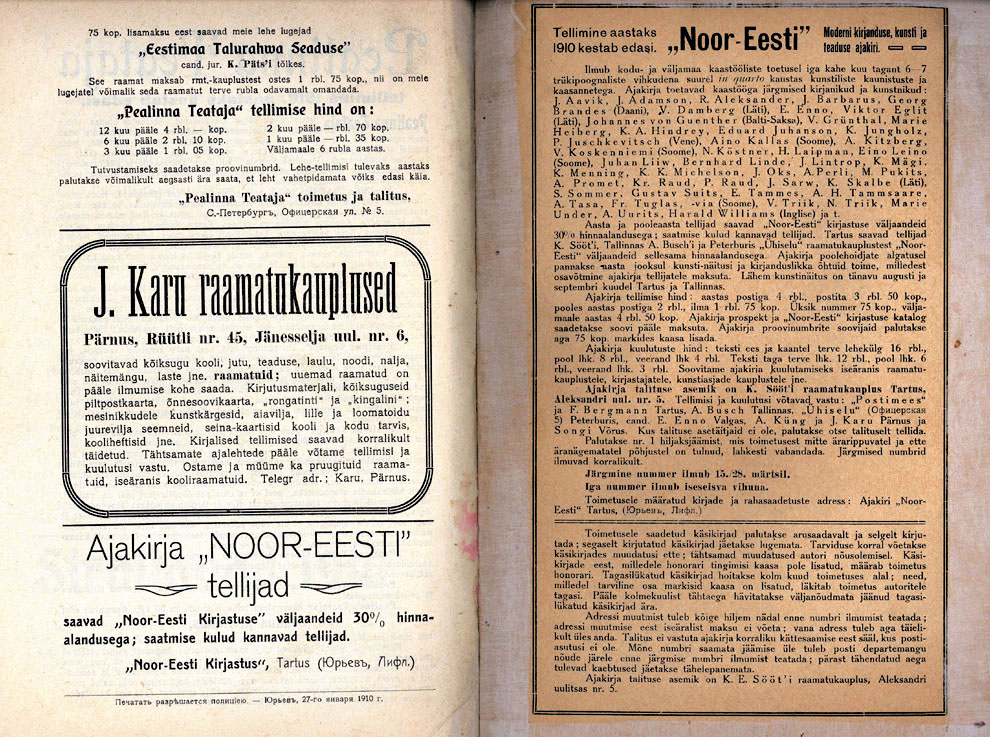 75 kop. lisamaksu eest saavad meie lehe lugejad
„Eestimaa Talurahwa Seaduse"
cand. jur. K. Päts'i tõlkes.
See raamat maksab rmt.-kauplustest ostes 1 rbl. 75 kop., nii on meie
lugejatel võimalik seda raamatut terve rubla odavamalt omandada.
„Pealinna Teataja" tellimise hind on :
12 kuu pääle 4 rbl. — kop.
6 kuu pääle 2 rbl. 10 kop.
3 kuu pääle 1 rbl. 05 kop.
2 kuu pääle — rbl. 70 kop.
1 kuu pääle — rbl. 35 kop.
Väljamaale 6 rubla aastas.
Tutvustamiseks saadetakse proovinumbrid. Lehe-tellimisi tulevaks aastaks
palutakse võimalikult aegsasti ära saata, et leht vahetpidamata võiks edasi käia.
„Pealinna Teataja" toimetus ja talitus,
С.-Петербургъ, Офицерская ул. № 5.
J. Karu raamatukauplused
Pärnus, Rüütli nr. 45, Jänesselja uul. nr. 6,
soovitavad kõiksugu kooli, jutu, teaduse, laulu, noodi, nalja,
näitemängu, laste jne. raamatuid; uuemad raamatud on
pääle ilmumise kohe saada. Kirjutusmaterjali, kõiksuguseid
piltpostkaarta, õnnesoovikaarta, „rongatinti" ja „kingalini" ;
mesinikkudele kunstkärgesid, aiavilja, lille ja loomatoidu
juurevilja seemneid, seina-kaartisid kooli ja kodu tarvis,
kooliheftisid jne. Kirjalised tellimised saavad korralikult
täidetud. Tähtsamate ajalehtede pääle võtame tellimisi ja
kuulutusi vastu. Ostame ja müüme ka pruugituid raama-
tuid, iseäranis kooliraamatuid. Telegr adr.; Karu, Pärnus.
Ajakirja „NOOR-EESTI"
tellijad
saavad „Noor-Eesti Kirjastuse" väljaandeid 30% hinna-
alandusega; saatmise kulud kannavad tellijad.
„Noor-Eesti Kirjastus", Tartus (Юрьевъ, Лифл.)
Печатать разрѣшается полиціею. — Юрьевъ, 27-го января 1910 г.
Tellimine aastaks
1910 kestab edasi.
„Noor-Eesti"
Moderni kirjanduse, kunsti ja
teaduse ajakiri.
Ilmub kodu- ja väljamaa kaastööliste toetusel iga kahe kuu tagant 6—7
trükipoognaliste vihkudena suurel in quarto kaustas kunstiliste kaunistuste ja
kaasannetega. Ajakirja toetavad kaastööga järgmised kirjanikud ja kunstnikud :
J. Aavik, J. Adamson, R. Aleksander, J. Barbarus, Georg
Brandes (Daani), V. Damberg (Läti), E. Enno, Viktor Eglit
(Läti), Johannes von Guenther (Balti-Saksa), V. Grünthal, Marie
Heiberg, K. A. Hindrey, Eduard Juhanson, K. Jungholz,
P. Juschkevitsch (Vene), Aino Kallas (Soome), A. Kitzberg,
V. Koskenniemi (Soome), N. Köstner, H. Laipman, Eino Leino
(Soome), Juhan Liiw, Bernhard Linde, J. Lintrop, K. Mägi.
K. Menning, K. K. Michelson, J. Oks, A. Perli, M. Pukits,
A. Promet, Kr. Raud, P. Raud, J. Sarw, K. Skalbe (Läti),
S. Sommer, Gustav Suits, E. Tammes, A. H. Tammsaare,
A. Tasa, Fr. Tuglas, -via (Soome), V. Triik, N. Triik, Marie
Under, A. Uurits, Harald Williams (Inglise) ja t.
Aasta ja pooleaasta tellijad saavad „Noor-Eesti" kirjastuse väljaandeid
30% hinnaalandusega; saatmise kulud kannavad tellijad. Tartus saavad tellijad
K. Sööt'i, Tallinnas A. Busch'i ja Peterburis „Ühiselu" raamatukauplustest „Noor-
Eesti" väljaandeid sellesama hinnaalandusega. Ajakirja poolehoidjate algatusel
pannakse aasta jooksul kunsti-näitusi ja kirjanduslikka õhtuid toime, milledest
osavõtmine ajakirja tellijatele maksuta. Lähem kunstinäitus on tänavu augusti ja
septembri kuudel Tartus ja Tallinnas.
Ajakirja tellimise hind : aastas postiga 4 rbl., postita 3 rbl. 50 kop.,
pooles aastas postiga 2 rbl., ilma 1 rbl. 75 kop. Üksik nummer 75 kop., välja-
maale aastas 4 rbl. 50 kop. Ajakirja prospekt ja „Noor-Eesti" kirjastuse katalog
saadetakse soovi pääle maksuta. Ajakirja proovinumbrite soovijaid palutakse
aga 75 kop. markides kaasa lisada.
Ajakirja kuulutuste hind : teksti ees ja kaantel terve lehekülg 16 rbl.,
pool lhk. 8 rbl., veerand lhk 4 rbl. Teksti taga terve lhk. 12 rbl., pool lhk. 6
rbl., veerand lhk. 3 rbl. Soovitame ajakirja kuulutamiseks iseäranis raamatu-
kauplustele, kirjastajatele, kunstiasjade kauplustele jne.
Ajakirja talituse asemik on K. Sööt'i raamatukauplus Tartus,
Aleksandri uul. nr. 5. Tellimisi ja kuulutusi võtavad vastu : „Postimees"
ja F. Bergmann Tartus, A. Busch Tallinnas, „Ühiselu" (Офицерская
5) Peterburis, cand. E. Enno Valgas, A. Küng ja J. Karu Pärnus ja
Songi Võrus. Kus talituse asetäitjaid ei ole, palutakse otse talituselt tellida.
Palutakse nr. 1 hiljaksjäämist, mis toimetusest mitte ärarippuvatel ja ette
äranägematatel põhjustel on tulnud, lahkesti vabandada. Järgmised numbrid
ilmuvad korralikult.
Järgmine nummer ilmub 15./28. märtsil.
Iga nummer ilmub iseseisva vihuna.
Toimetusele määratud kirjade ja rahasaadetuste adress : Ajakiri „Noor-
Eesti" Tartus, (Юрьевъ, Лифл.)
Toimetusele saadetud käsikirjad palutakse arusaadavalt ja selgelt kirju-
tada ; segaselt kirjutatud käsikirjad jäetakse lugemata. Tarviduse korral võetakse
käsikirjades muudatusi ette ; tähtsamad muudatused autori nõusolemisel. Käsi-
kirjade eest, milledele honorari tingimisi kaasa pole lisatud, määrab toimetus
honorari. Tagasilükatud käsikirjad hoitakse kolm kuud toimetuses alal ; need,
milledel tarviline osa markisid kaasa on lisatud, läkitab toimetus autoritele
tagasi. Pääle kolmekuulist tähtaega hävitatakse väljanõudmata jäänud tagasi-
lükatud käsikirjad ära.
Adressi muutmist tuleb kõige hiljem nädal enne numbri ilmumist teatada ;
adressi muutmise eest iseäralist maksu ei võeta ; vana adress tuleb aga täieli-
kult üles anda. Talitus ei vastuta ajakirja korraliku kättesaamise eest sääl, kus posti-
asutusi ei ole. Mõne numbri saamata jäämise üle tuleb posti departemangu
nõude järele enne järgmise numbri ilmumist teatada ; pärast tähendatud aega
tulevad kaebtused jäetakse tähelepanemata.
Ajakirja talituse asemik on K. E. Sööt'i raamatukauplus, Aleksandri
uulitsas nr. 5.